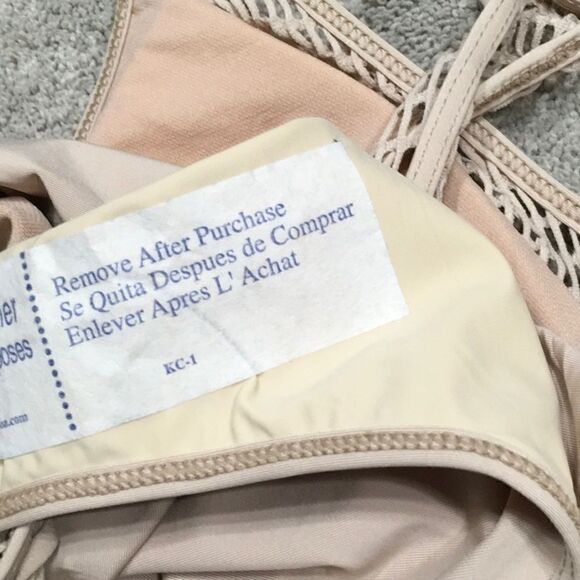 Remove After Purchase
Se Quita Despues de Comprar
Enlever Apres L' Achat
KC-1